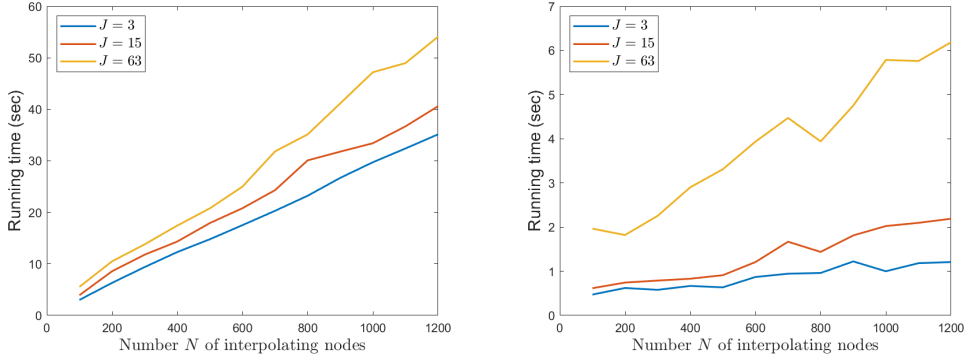 60
50
40
30
20
10
0
Running time (sec)
J = 3
J = 15
J = 63
0 200 400 600 800 1000 1200
Number N of interpolating nodes
7
6
5
4
3
2
1
0
Running time (sec)
J = 3
J = 15
J = 63
0 200 400 600 800 1000 1200
Number N of interpolating nodes